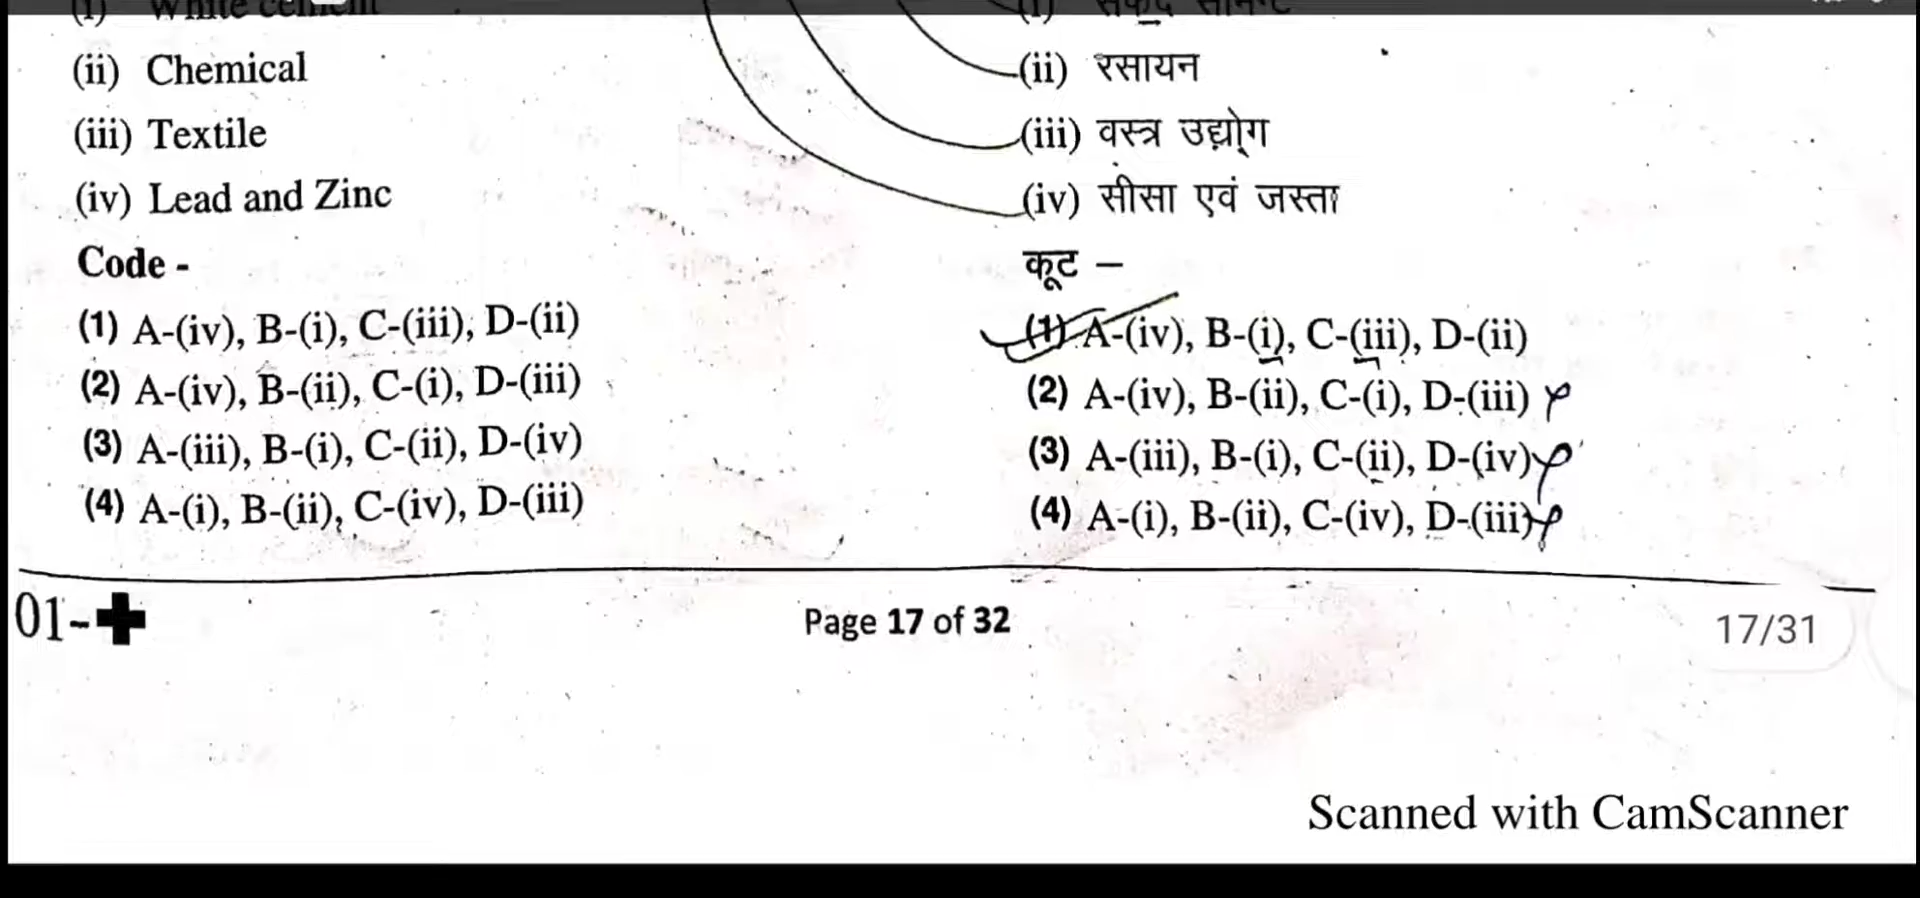 (i) White cement
(ii) Chemical
(iii) Textile
(iv) Lead and Zinc
Code -
(1) A-(iv), B-(i), C-(iii), D-(ii)
(2) A-(iv), B-(ii), C-(i), D-(iii)
(3) A-(iii), B-(i), C-(ii), D-(iv)
(4) A-(i), B-(ii), C-(iv), D-(iii)
(i) सफेद सीमेन्ट
(ii) रसायन
(iii) वस्त्र उद्योग
(iv) सीसा एवं जस्ता
कूट –
(1) A-(iv), B-(i), C-(iii), D-(ii)
(2) A-(iv), B-(ii), C-(i), D-(iii)
(3) A-(iii), B-(i), C-(ii), D-(iv)
(4) A-(i), B-(ii), C-(iv), D-(iii)
01-✚
Page 17 of 32
17/31
Scanned with CamScanner